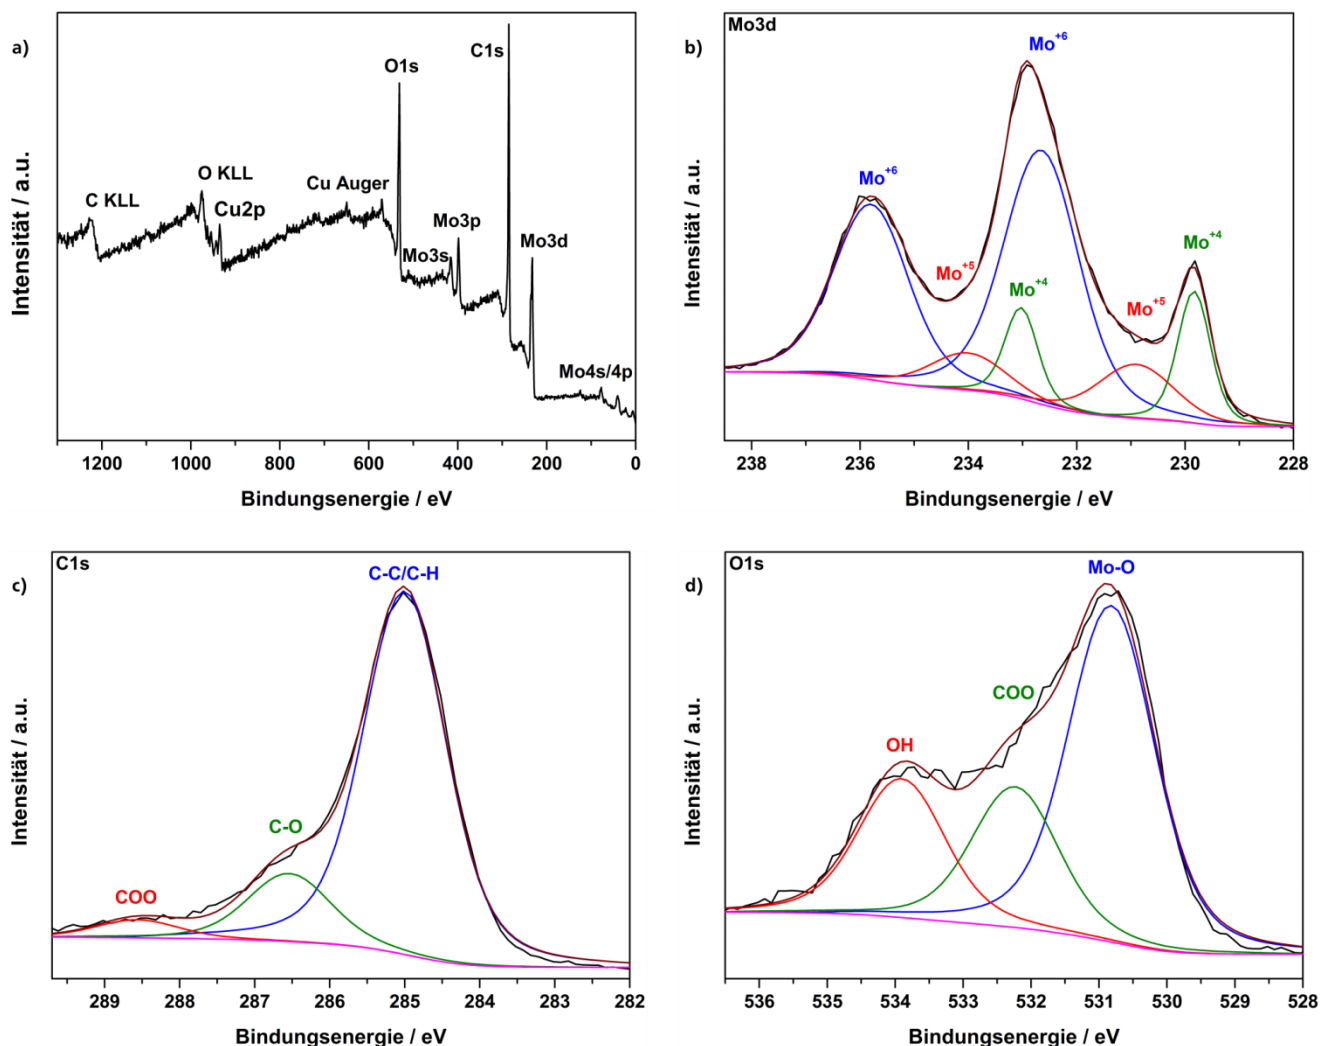 a)
C1s
O1s
O KLL
C KLL
Cu2p
Cu Auger
Mo3s
Mo3p
Mo3d
Mo4s/4p
Intensität / a.u.
1200 1000 800 600 400 200 0
Bindungsenergie / eV
b)
Mo3d
Mo+6
Mo+6
Mo+5
Mo+4
Mo+5
Mo+4
Intensität / a.u.
238 236 234 232 230 228
Bindungsenergie / eV
c)
C1s
C-C/C-H
C-O
COO
Intensität / a.u.
289 288 287 286 285 284 283 282
Bindungsenergie / eV
d)
O1s
Mo-O
COO
OH
Intensität / a.u.
536 535 534 533 532 531 530 529 528
Bindungsenergie / eV